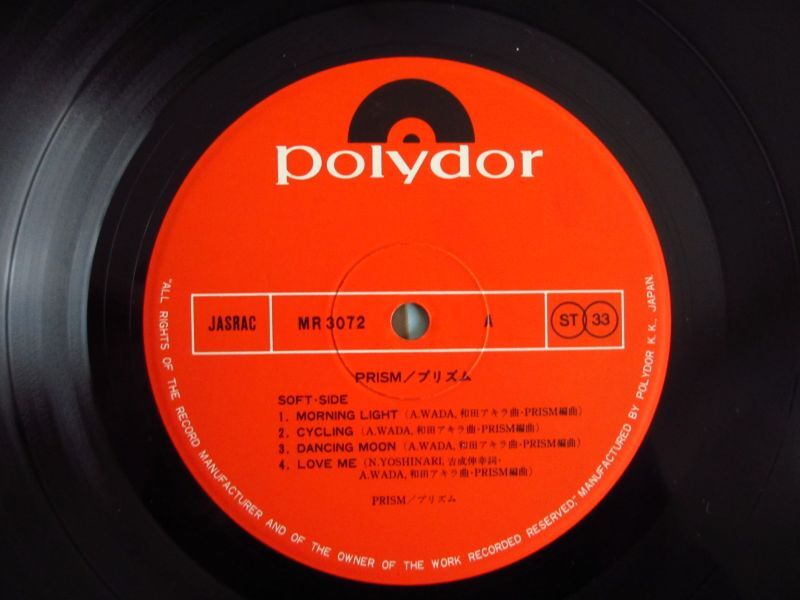 polydor
JASRAC MR 3072 A ST 33
PRISM/プリズム
SOFT-SIDE
1. MORNING LIGHT (A.WADA, 和田アキラ曲・PRISM編曲)
2. CYCLING (A.WADA, 和田アキラ曲・PRISM編曲)
3. DANCING MOON (A.WADA, 和田アキラ曲・PRISM編曲)
4. LOVE ME (N.YOSHINARI, 吉成伸幸詞・
A.WADA, 和田アキラ曲・PRISM編曲)
PRISM/プリズム
"ALL RIGHTS OF THE RECORD MANUFACTURER AND OF THE OWNER OF THE WORK RECORDED RESERVED," MANUFACTURED BY POLYDOR K.K., JAPAN.